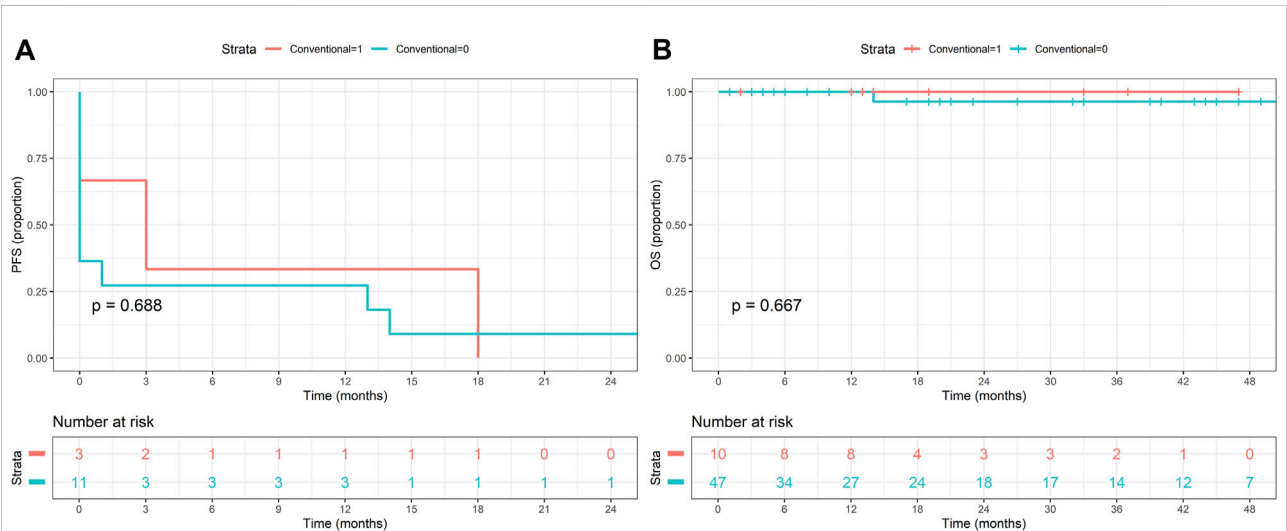 A
Strata Conventional=1 Conventional=0
1.00
0.75
0.50
0.25
0.00
PFS (proportion)
p = 0.688
0 3 6 9 12 15 18 21 24
Time (months)
Number at risk
Strata
3 2 1 1 1 1 1 0 0
11 3 3 3 3 1 1 1 1
0 3 6 9 12 15 18 21 24
Time (months)
B
Strata Conventional=1 Conventional=0
1.00
0.75
0.50
0.25
0.00
OS (proportion)
p = 0.667
0 6 12 18 24 30 36 42 48
Time (months)
Number at risk
Strata
10 8 8 4 3 3 2 1 0
47 34 27 24 18 17 14 12 7
0 6 12 18 24 30 36 42 48
Time (months)